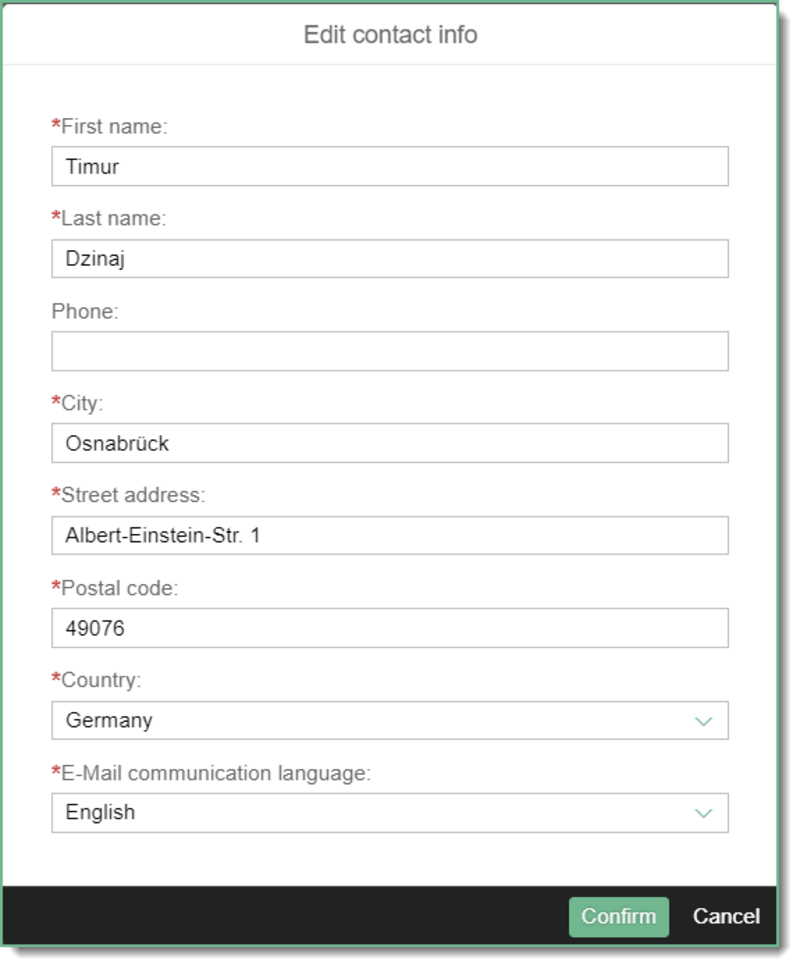 Edit contact info
*First name:
Timur
*Last name:
Dzinaj
Phone:
*City:
Osnabrück
*Street address:
Albert-Einstein-Str. 1
*Postal code:
49076
*Country:
Germany
*E-Mail communication language:
English
Confirm Cancel